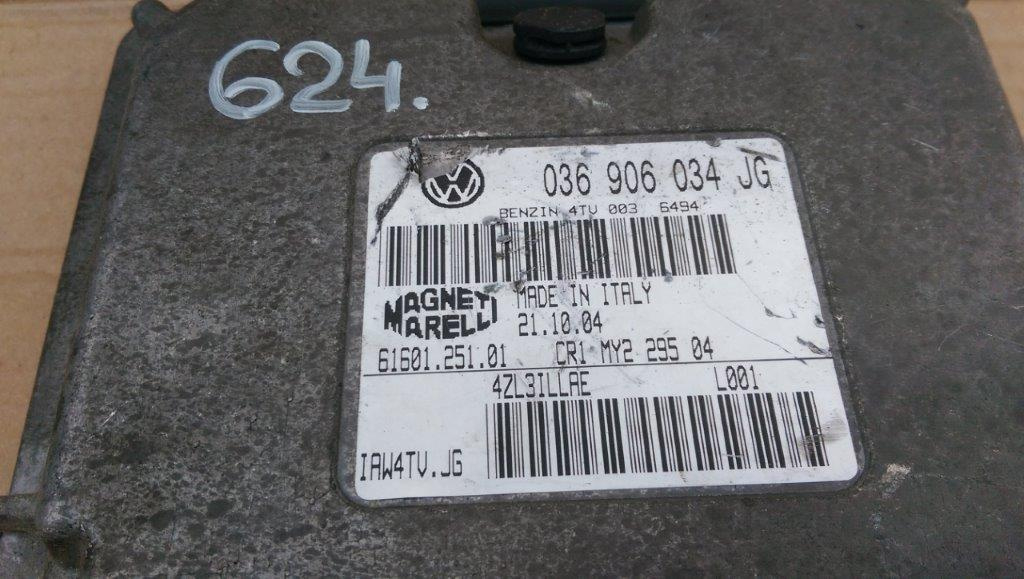 624.
036 906 034 JG
BENZIN 4TV 003 6494
MAGNETI
MARELLI
MADE IN ITALY
21.10.04
61601.251.01 CR1 MY2 295 04
4ZL3ILLAE L001
IAW4TV.JG